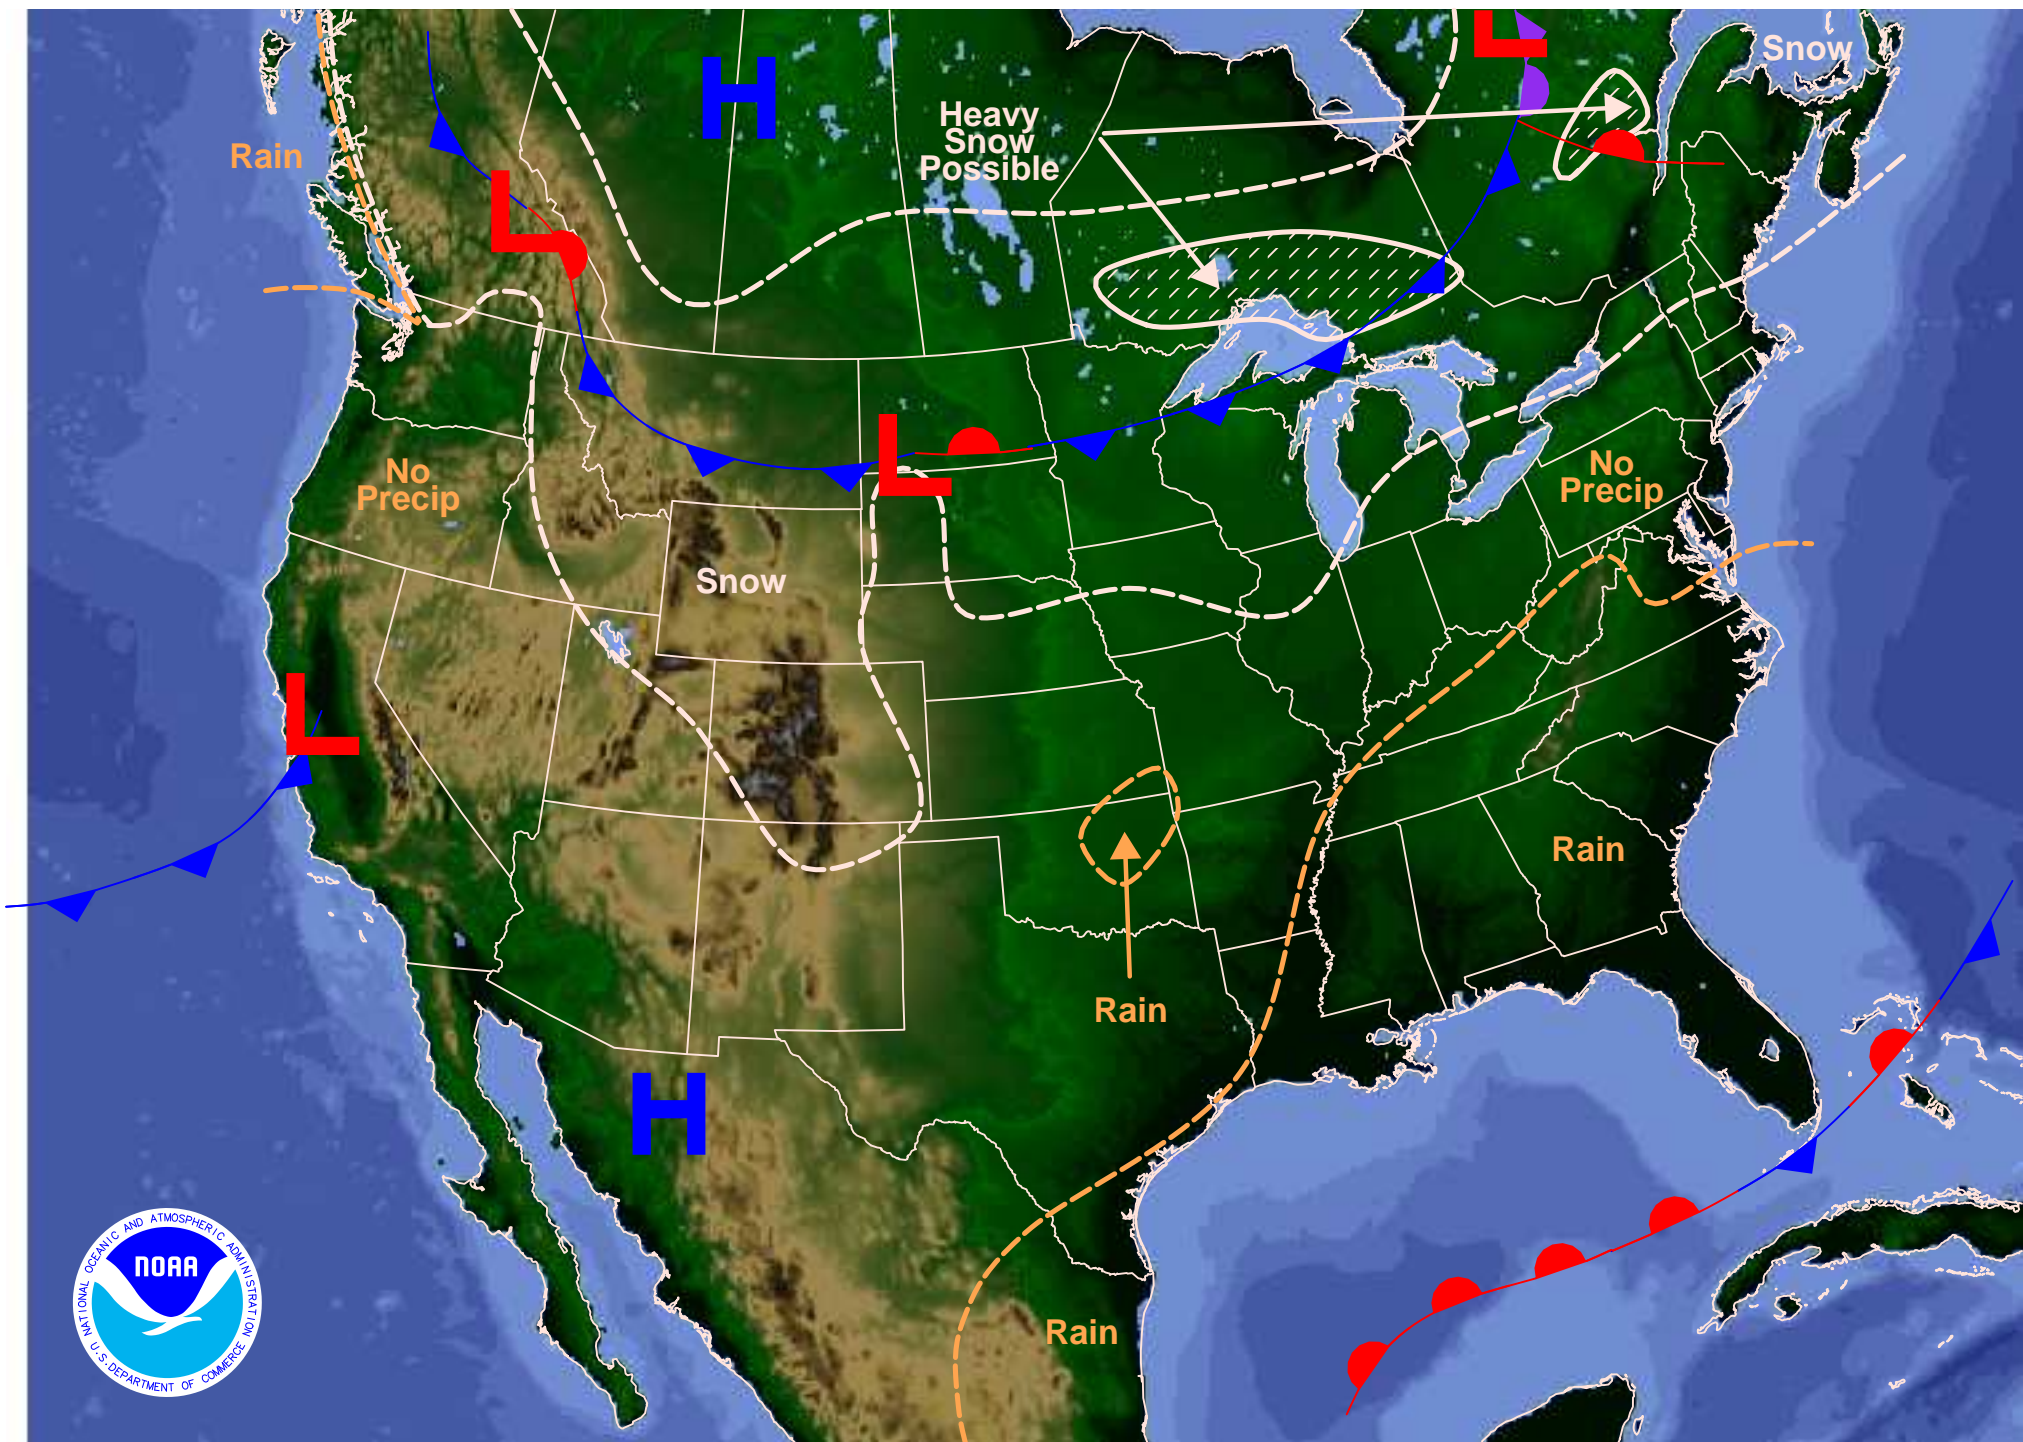 Snow
H
L
Heavy
Snow
Possible
Rain
L
L
No
Precip
No
Precip
Snow
L
Rain
Rain
H
Rain
NATIONAL OCEANIC AND ATMOSPHERIC ADMINISTRATION
NOAA
U.S. DEPARTMENT OF COMMERCE